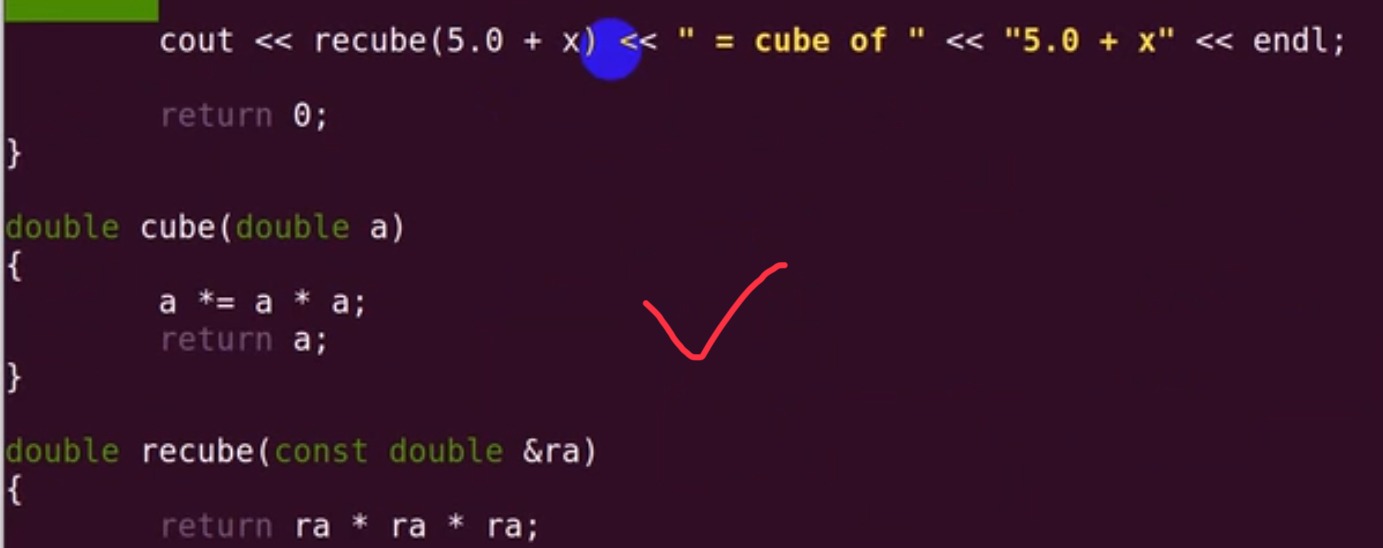 cout << recube(5.0 + x) << " = cube of " << "5.0 + x" << endl;
return 0;
}
double cube(double a)
{
a *= a * a;
return a;
}
double recube(const double &ra)
{
return ra * ra * ra;